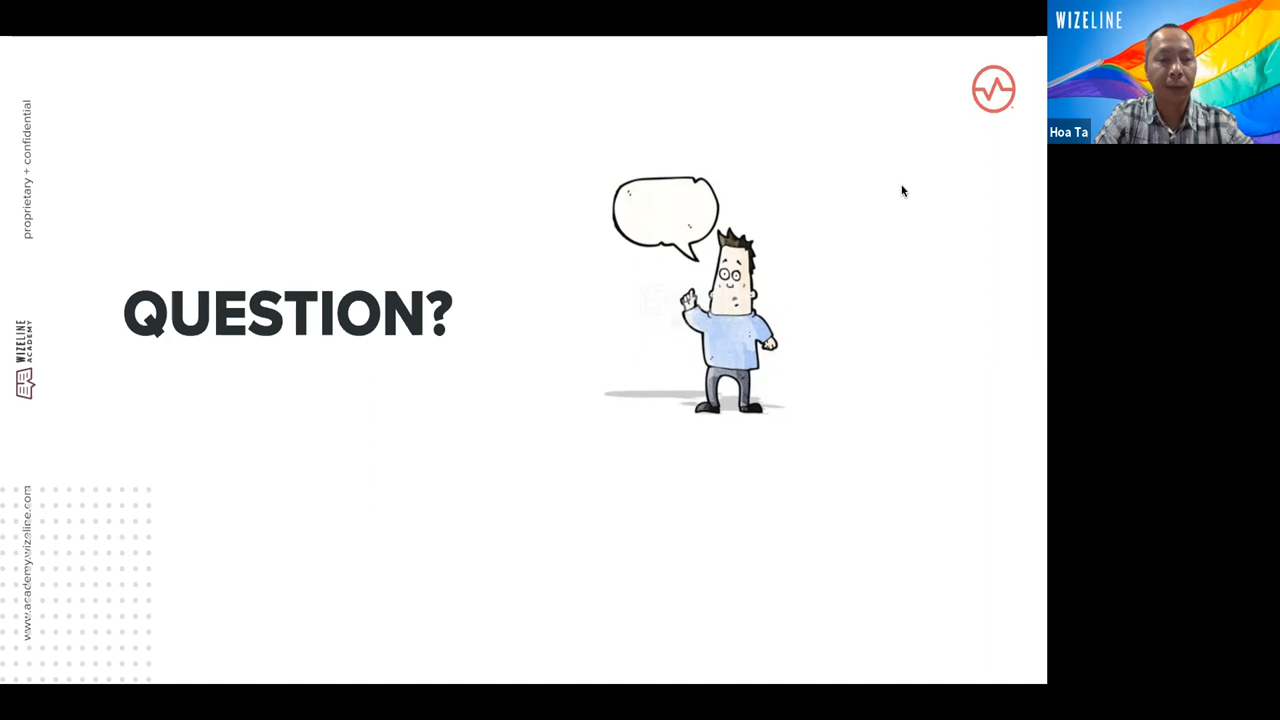 proprietary + confidential
WIZELINE
ACADEMY
www.academy.wizeline.com
QUESTION?
WIZELINE
Hoa Ta